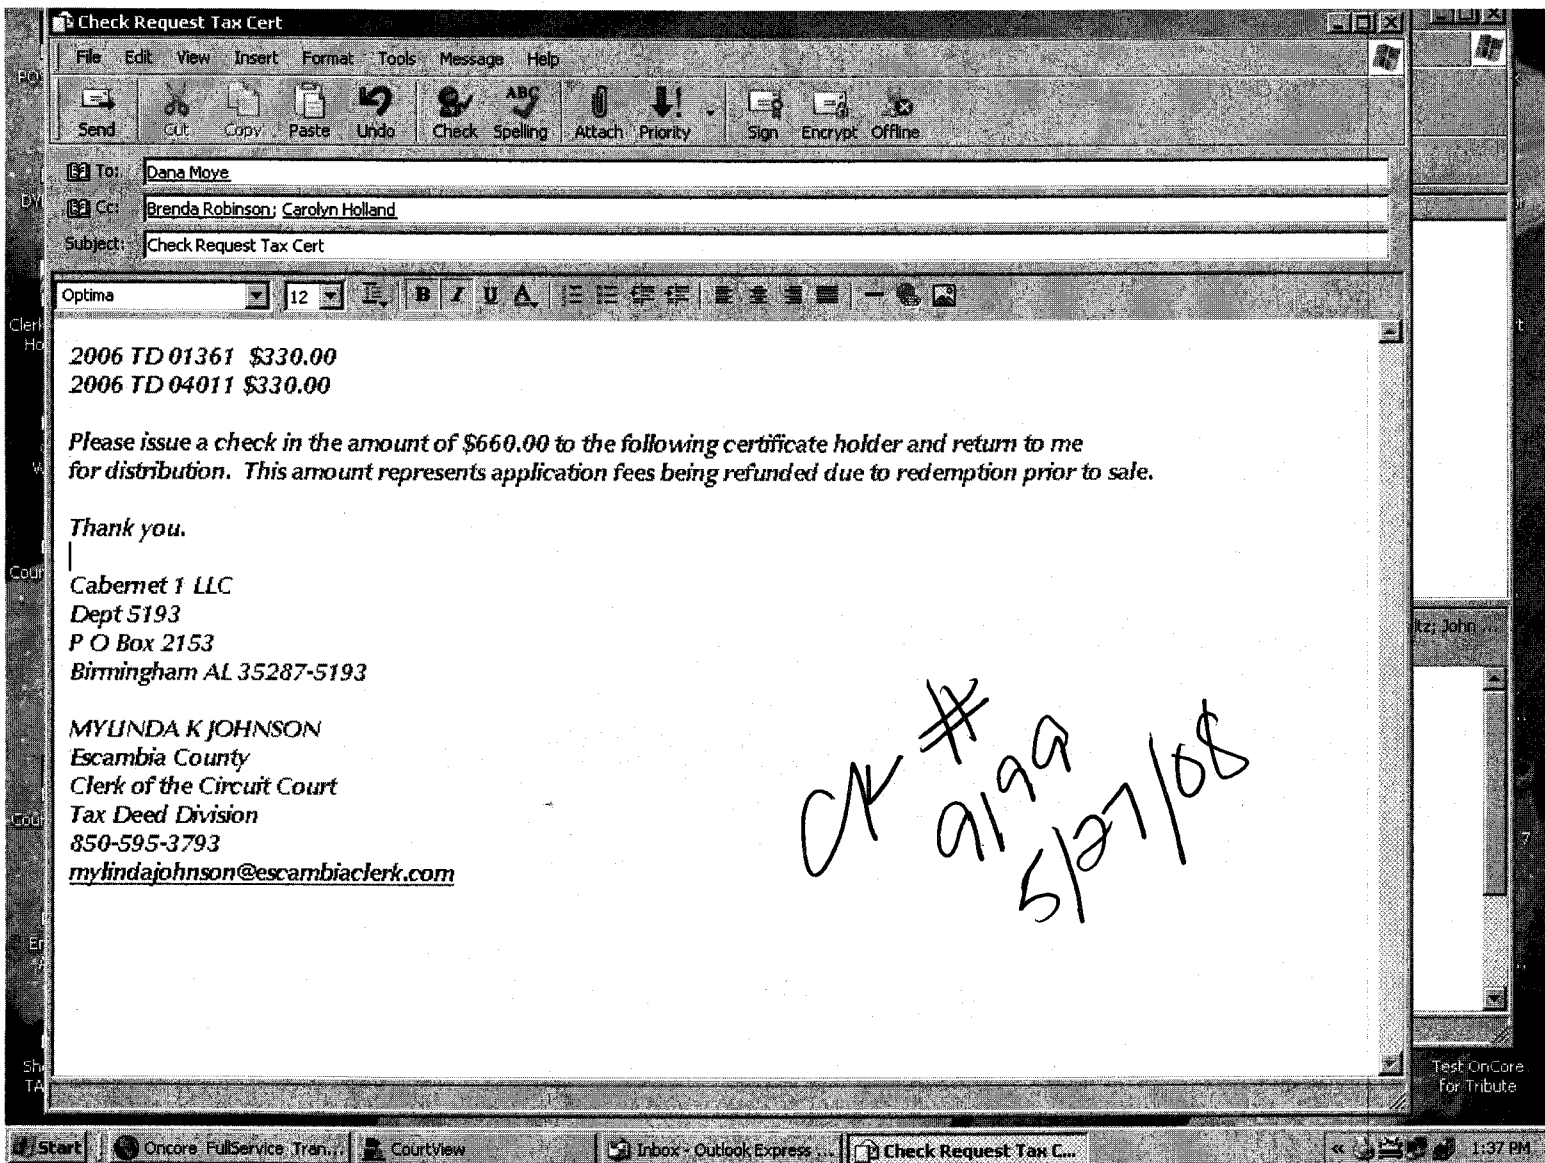 Check Request Tax Cert
File Edit View Insert Format Tools Message Help
Send Cut Copy Paste Undo Check Spelling Attach Priority Sign Encrypt Offline
To: Dana Moye
Cc: Brenda Robinson; Carolyn Holland
Subject: Check Request Tax Cert
Optima 12 B I U A
2006 TD 01361 $330.00
2006 TD 04011 $330.00
Please issue a check in the amount of $660.00 to the following certificate holder and return to me
for distribution. This amount represents application fees being refunded due to redemption prior to sale.
Thank you.
Cabernet 1 LLC
Dept 5193
P O Box 2153
Birmingham AL 35287-5193
MYLINDA K JOHNSON
Escambia County
Clerk of the Circuit Court
Tax Deed Division
850-595-3793
mylindajohnson@escambiaclerk.com
CK #
9199
5/27/08
tz; John ...
Test OnCore
for Tribute
Start Oncore FullService Tran... CourtView Inbox - Outlook Express ... Check Request Tax C... « 1:37 PM